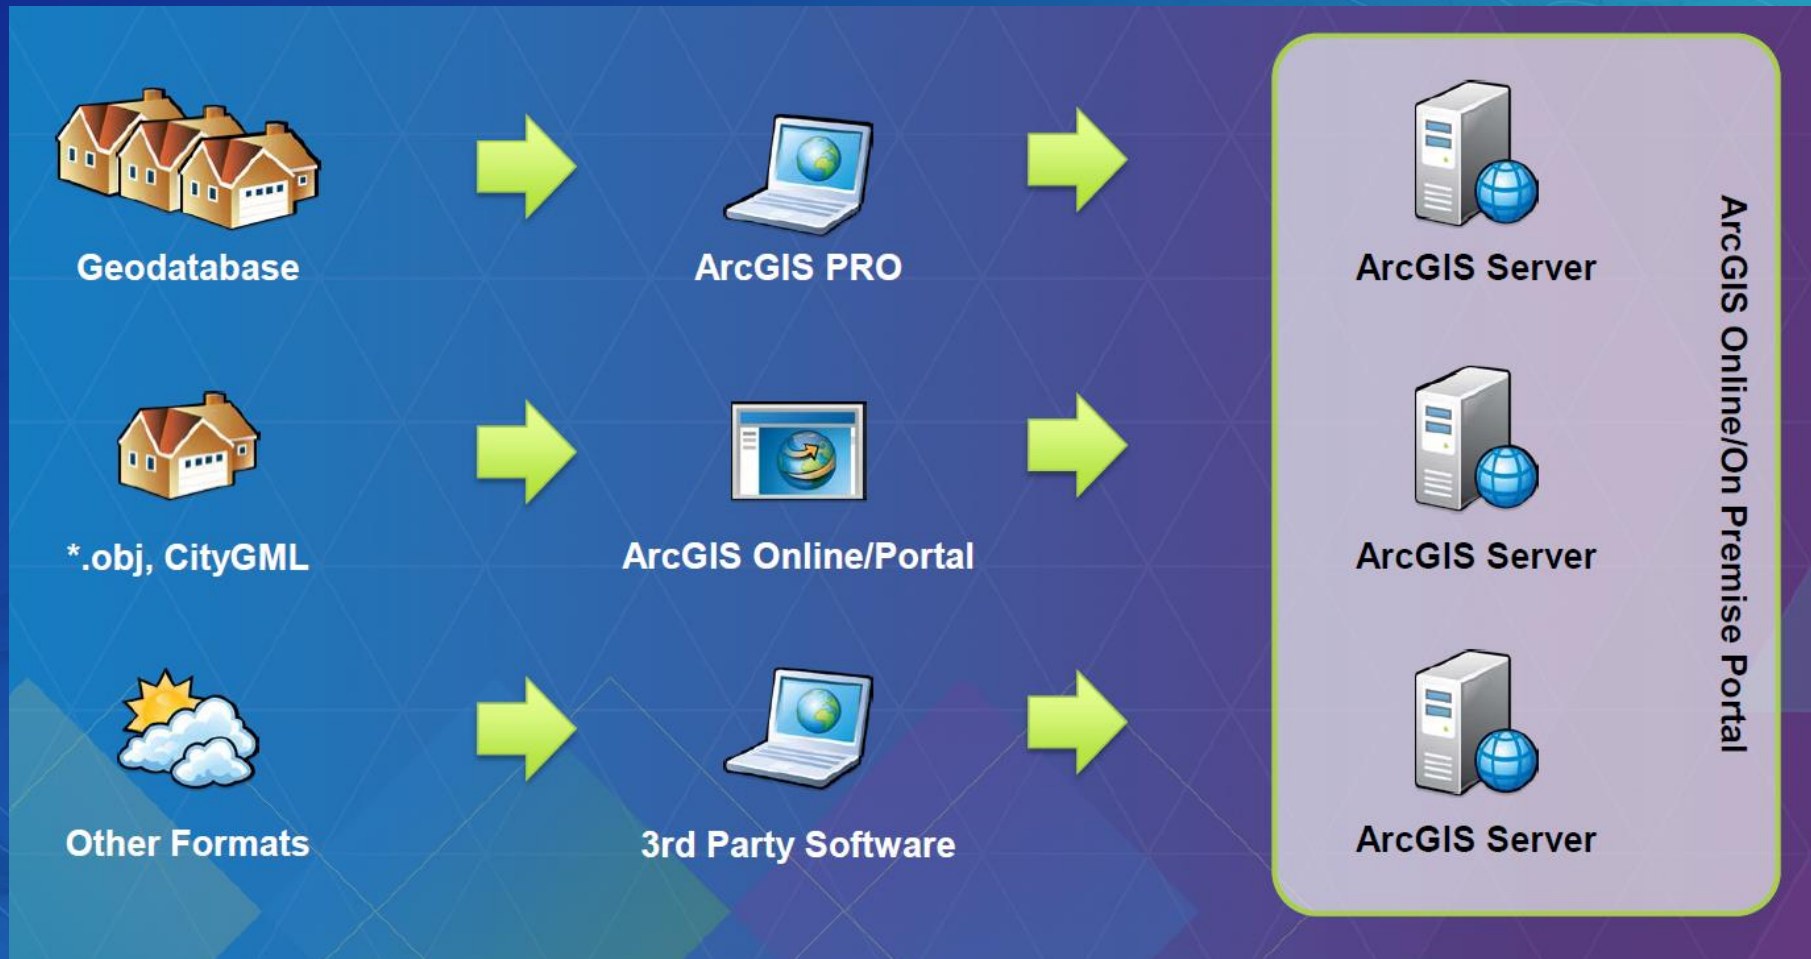 Geodatabase
ArcGIS PRO
ArcGIS Server
*.obj, CityGML
ArcGIS Online/Portal
ArcGIS Server
Other Formats
3rd Party Software
ArcGIS Server
ArcGIS Online/On Premise Portal